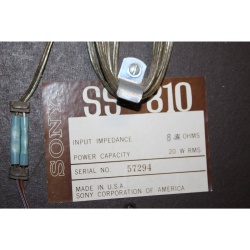 SONY
SS 810
INPUT IMPEDANCE 8 OHMS
POWER CAPACITY 20 W RMS
SERIAL NO. 57294
MADE IN U.S.A.
SONY CORPORATION OF AMERICA